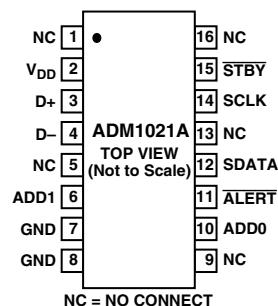 NC 1 16 NC
VDD 2 15 STBY
D+ 3 14 SCLK
D– 4 ADM1021A 13 NC
TOP VIEW
NC 5 (Not to Scale) 12 SDATA
ADD1 6 11 ALERT
GND 7 10 ADD0
GND 8 9 NC
NC = NO CONNECT